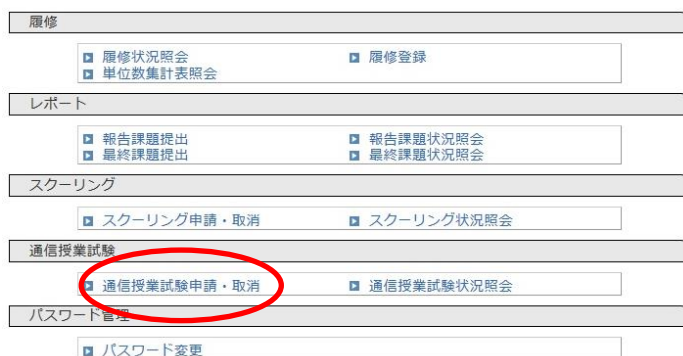 履修
履修状況照会 履修登録
単位数集計表照会
レポート
報告課題提出 報告課題状況照会
最終課題提出 最終課題状況照会
スクーリング
スクーリング申請・取消 スクーリング状況照会
通信授業試験
通信授業試験申請・取消 通信授業試験状況照会
パスワード管理
パスワード変更